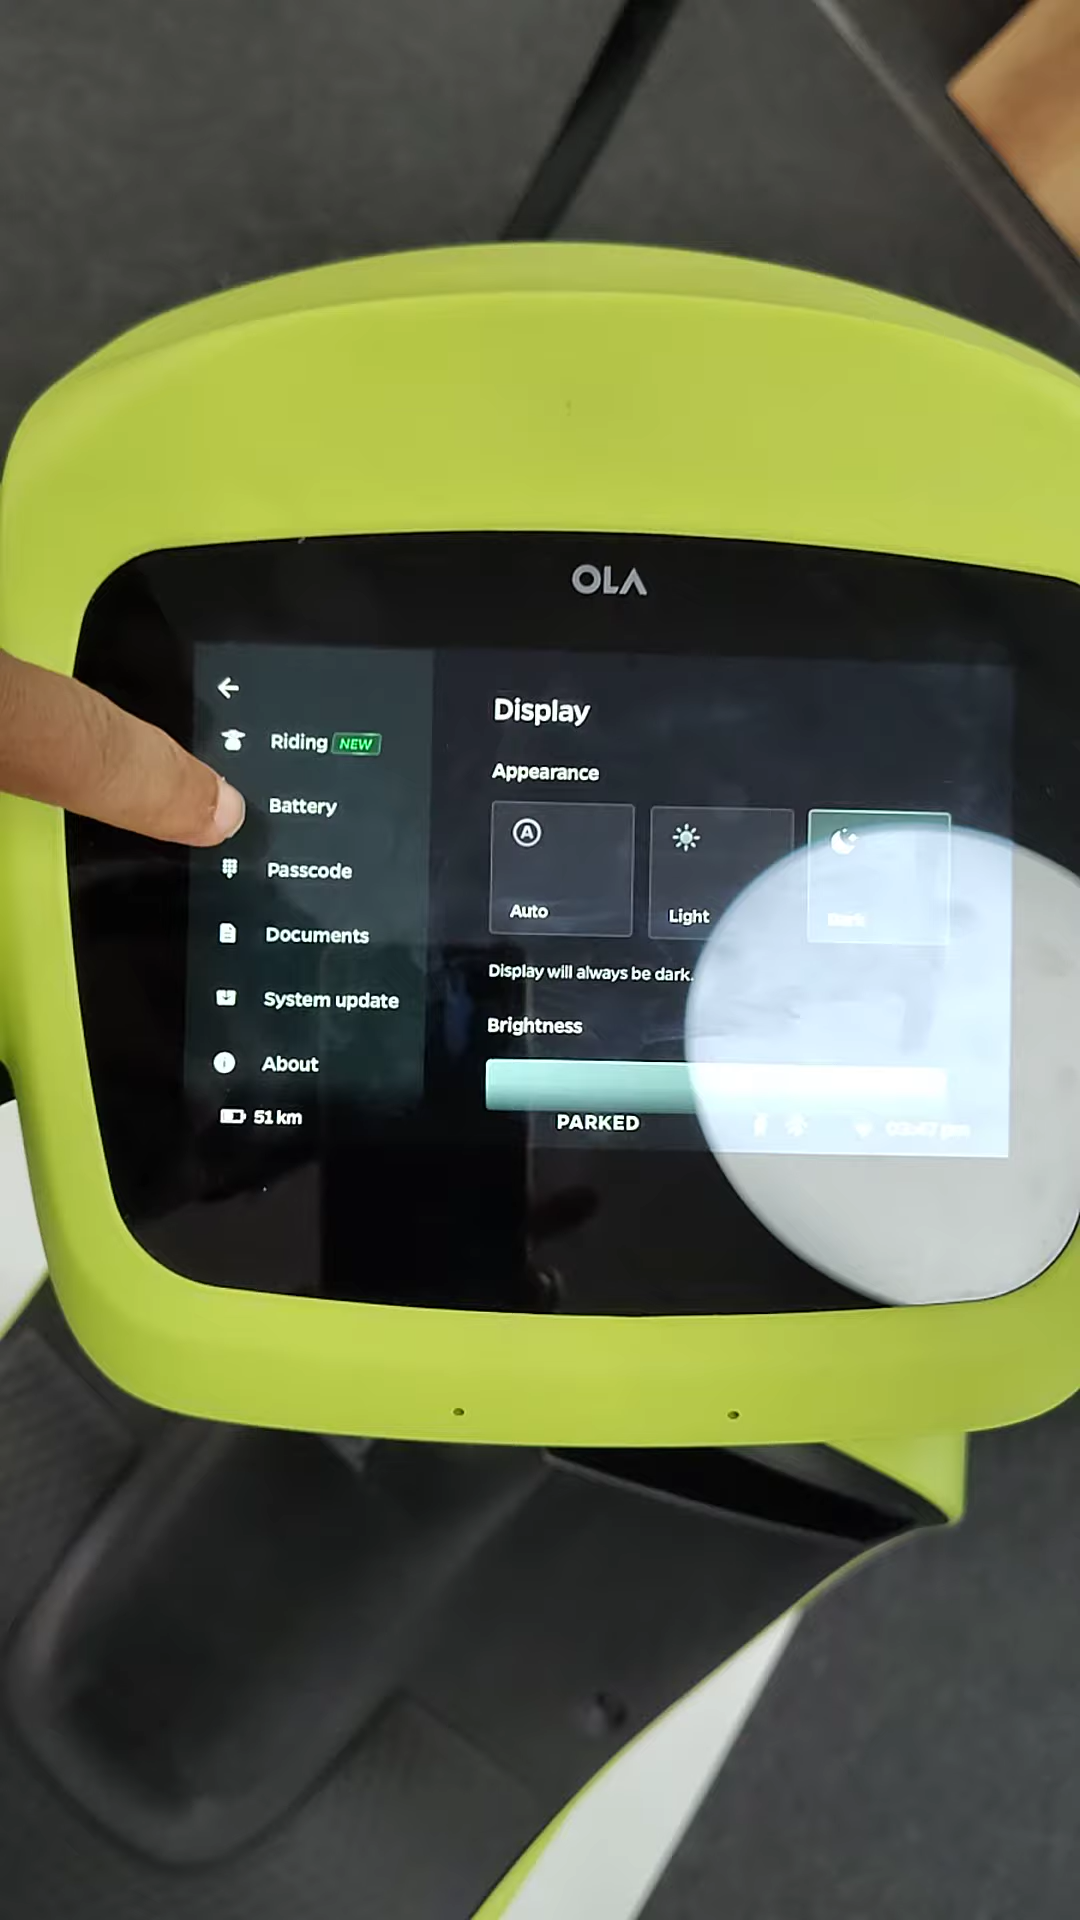 OLA
Riding NEW
Battery
Passcode
Documents
System update
About
51 km
Display
Appearance
A
Auto
Light
Dark
Display will always be dark.
Brightness
PARKED